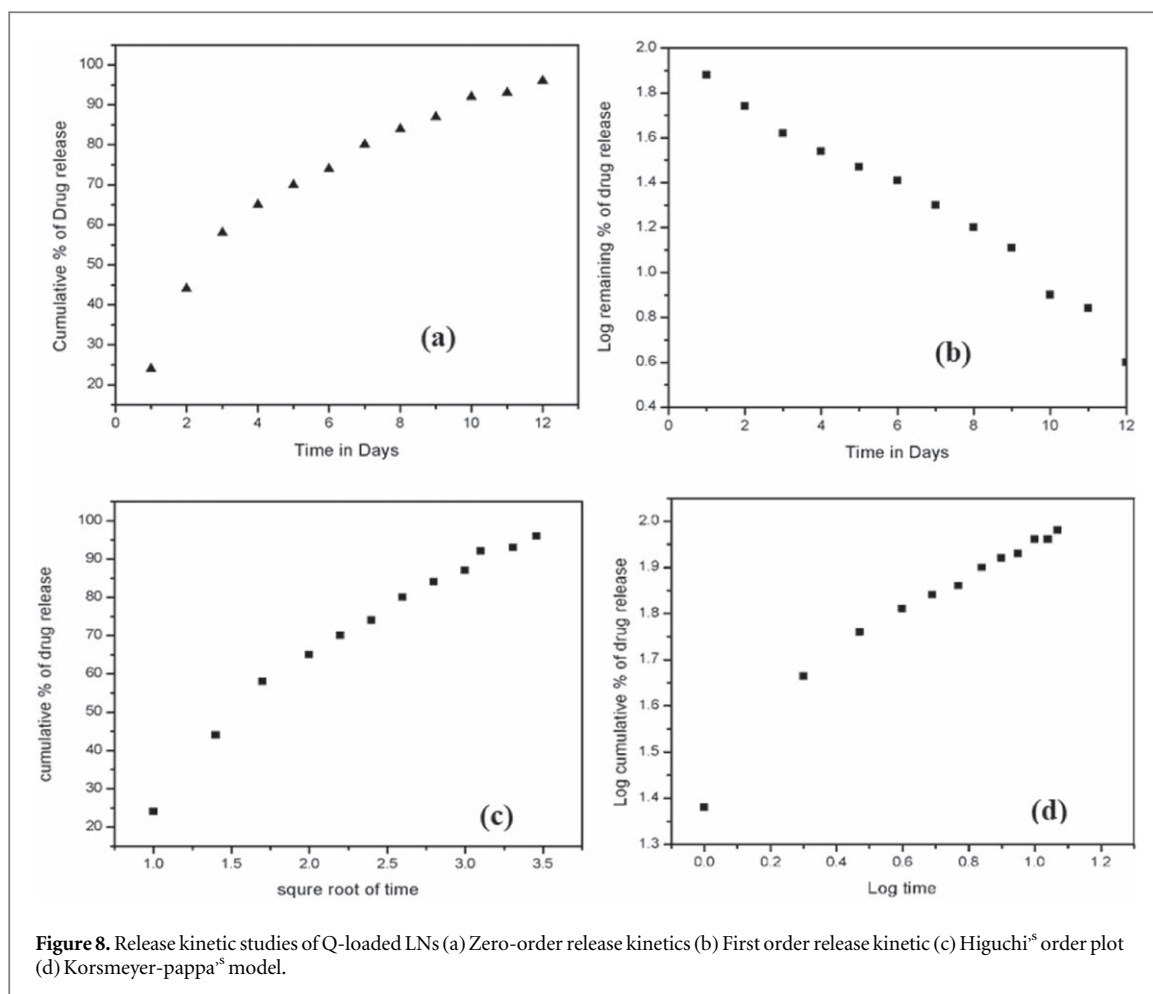 100
90
80
70
60
50
40
30
20
0 2 4 6 8 10 12
Cumulative % of Drug release
Time in Days
(a)
2.0
1.8
1.6
1.4
1.2
1.0
0.8
0.6
0.4
0 2 4 6 8 10 12
Log remaining % of drug release
Time in Days
(b)
100
90
80
70
60
50
40
30
20
1.0 1.5 2.0 2.5 3.0 3.5
cumulative % of drug release
squre root of time
(c)
2.0
1.9
1.8
1.7
1.6
1.5
1.4
1.3
0.0 0.2 0.4 0.6 0.8 1.0 1.2
Log cumulative % of drug release
Log time
(d)
Figure 8. Release kinetic studies of Q-loaded LNs (a) Zero-order release kinetics (b) First order release kinetic (c) Higuchi’s order plot
(d) Korsmeyer-pappa’s model.